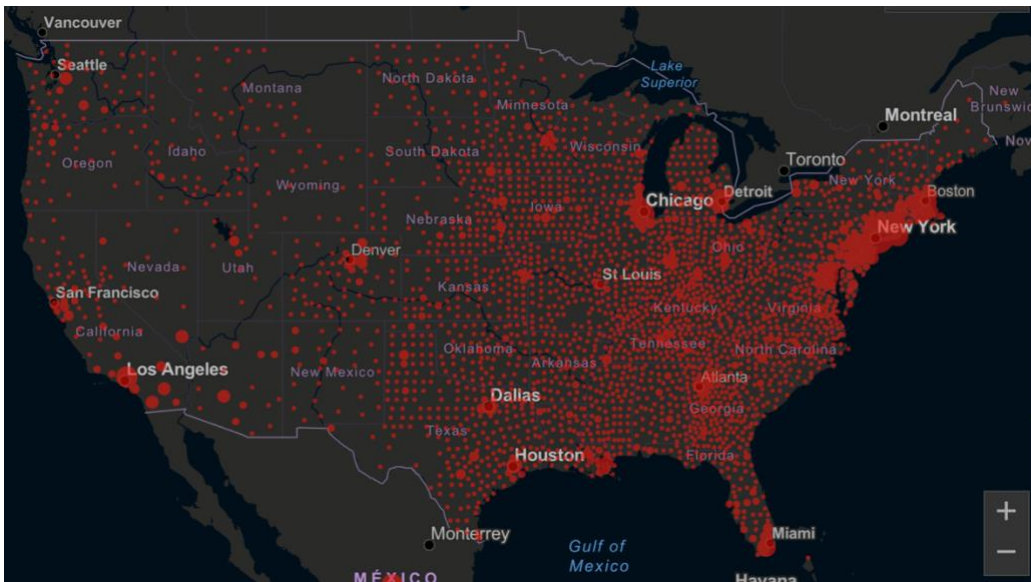 Vancouver
Seattle
Lake
Superior
North Dakota
Montana
Minnesota
New
Brunswick
Montreal
Wisconsin
Toronto
Nov
Oregon
Idaho
South Dakota
New York
Wyoming
Chicago
Detroit
Boston
Iowa
Nebraska
New York
Denver
Ohio
Nevada
Utah
St Louis
Kansas
San Francisco
Kentucky
Virginia
California
Tennessee
North Carolina
Oklahoma
Arkansas
Los Angeles
New Mexico
Atlanta
Dallas
Georgia
Texas
Houston
Florida
+
Monterrey
Miami
Gulf of
Mexico
−
MÉXICO
Havana